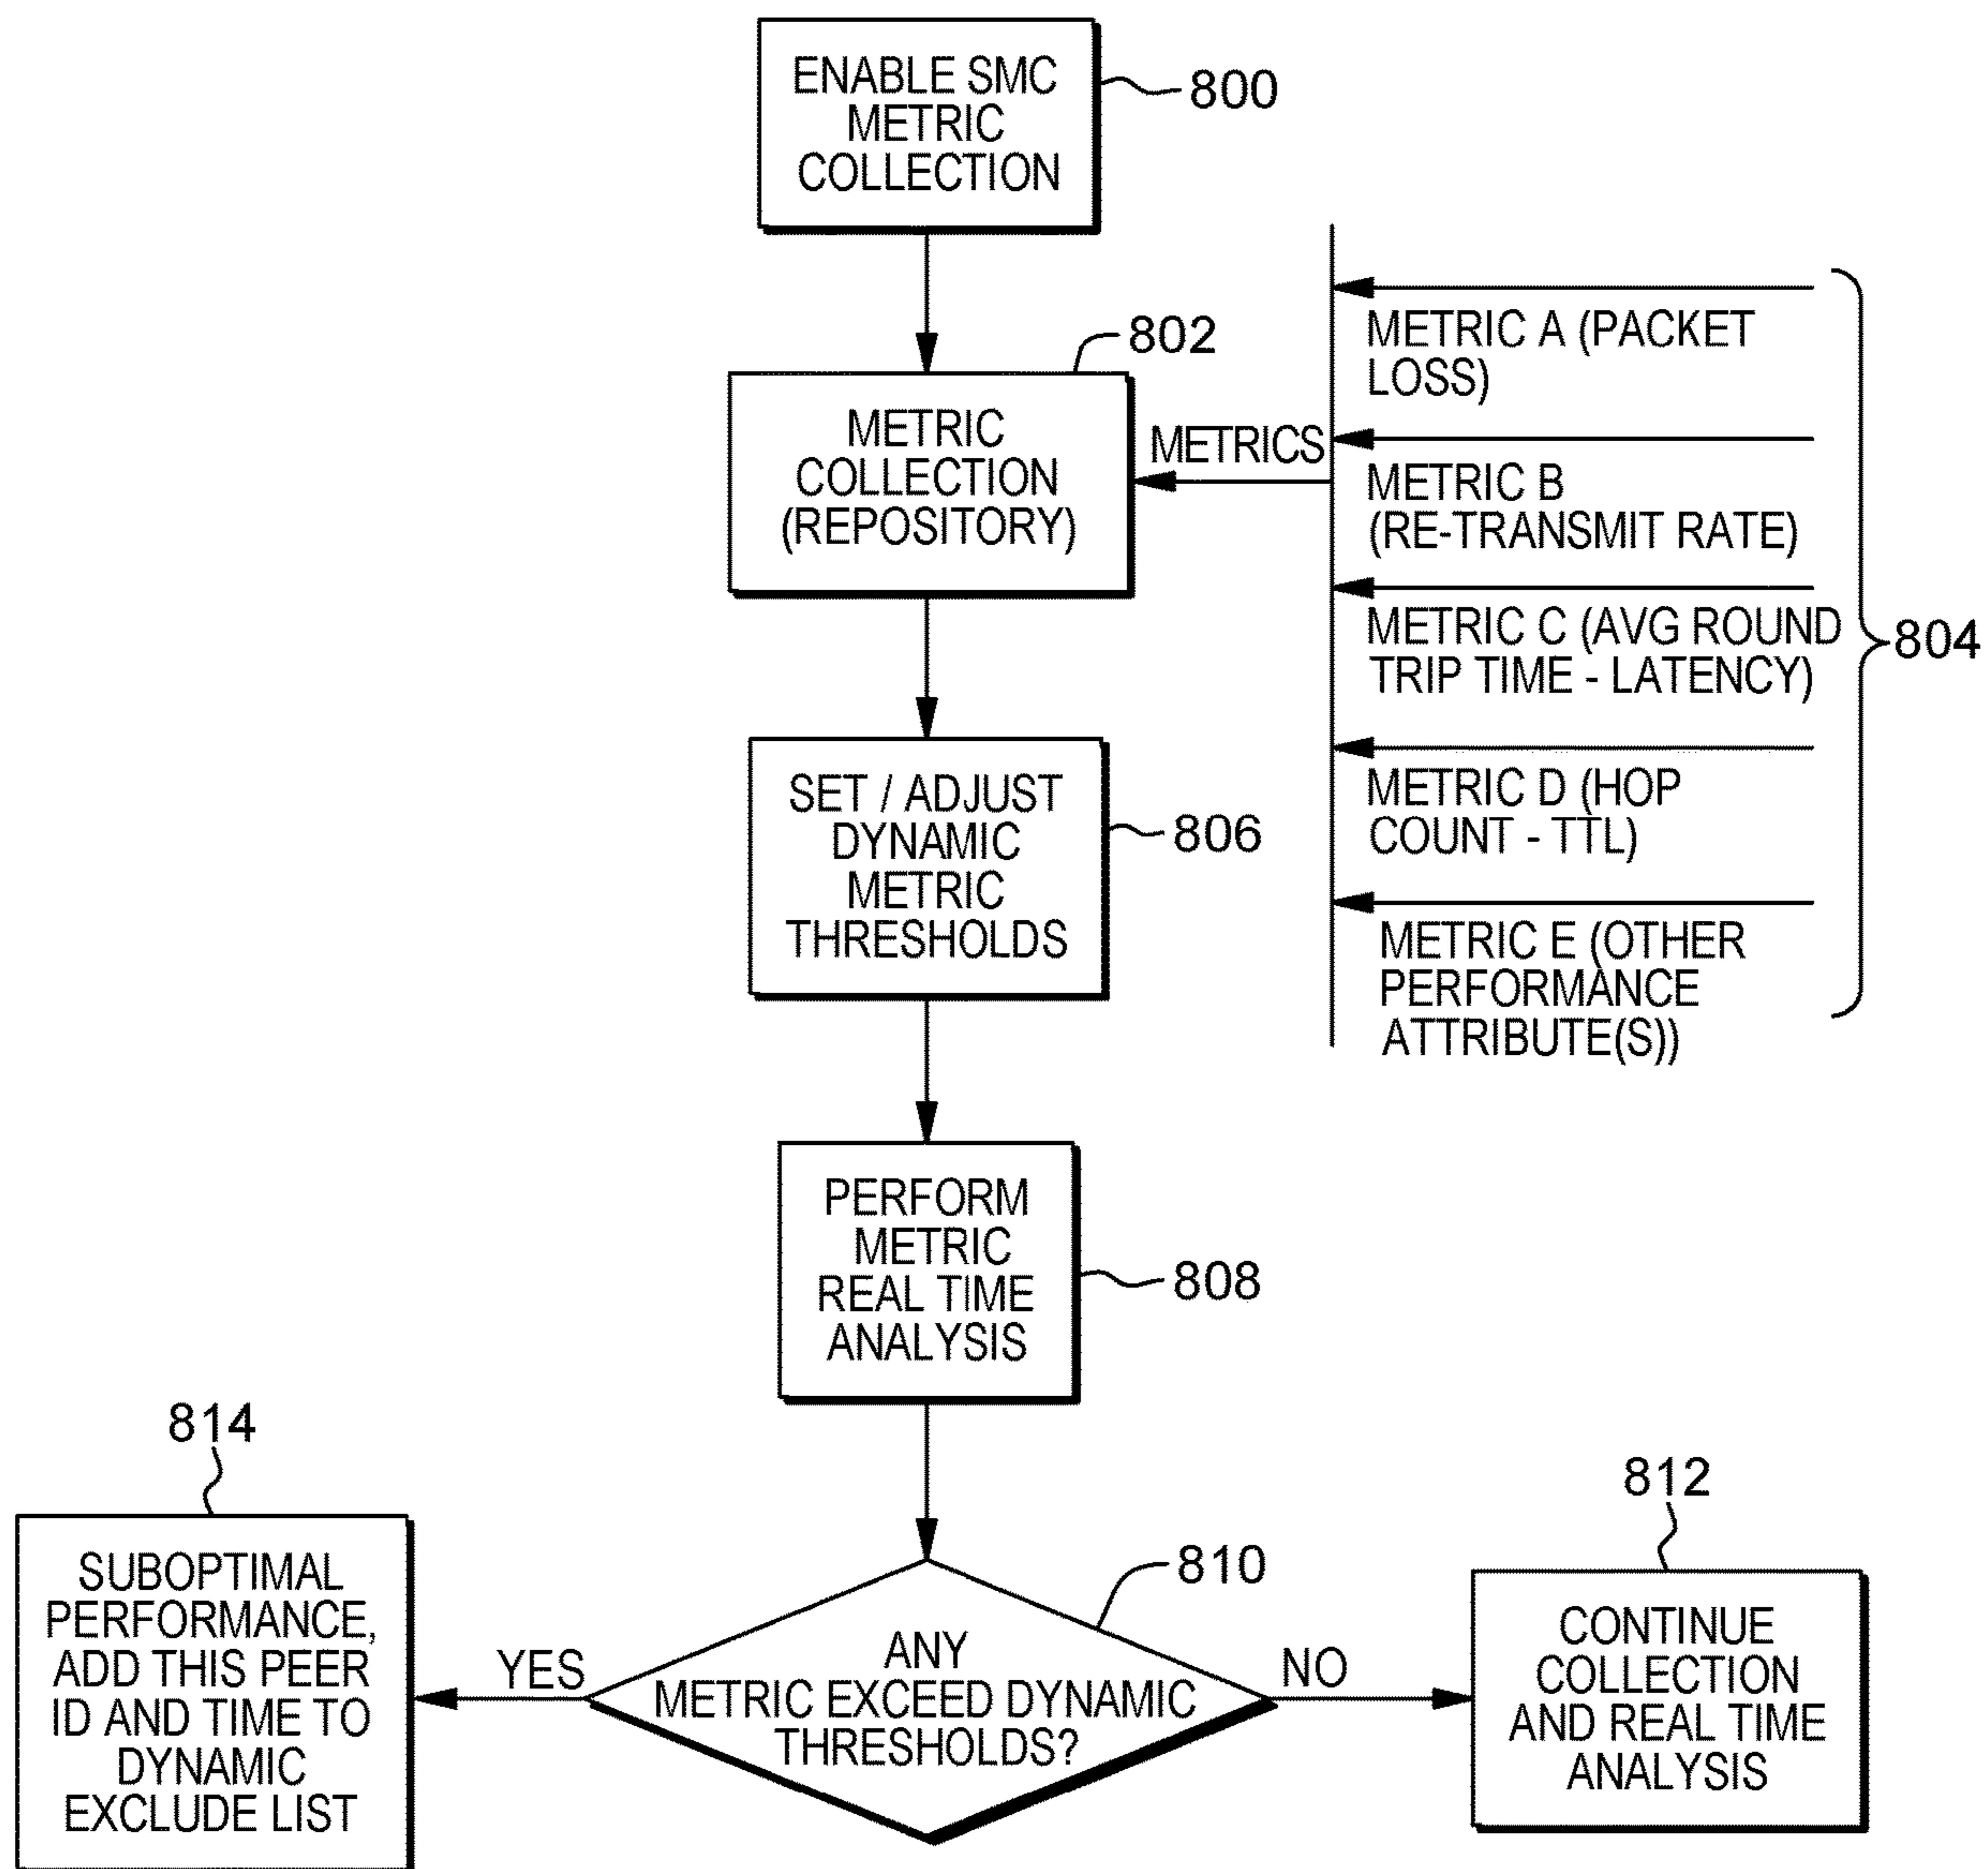 ENABLE SMC
METRIC
COLLECTION
800
802
METRIC
COLLECTION
(REPOSITORY)
METRICS
METRIC A (PACKET
LOSS)
METRIC B
(RE-TRANSMIT RATE)
METRIC C (AVG ROUND
TRIP TIME - LATENCY)
METRIC D (HOP
COUNT - TTL)
METRIC E (OTHER
PERFORMANCE
ATTRIBUTE(S))
804
SET / ADJUST
DYNAMIC
METRIC
THRESHOLDS
806
PERFORM
METRIC
REAL TIME
ANALYSIS
808
810
ANY
METRIC EXCEED DYNAMIC
THRESHOLDS?
YES
NO
814
SUBOPTIMAL
PERFORMANCE,
ADD THIS PEER
ID AND TIME TO
DYNAMIC
EXCLUDE LIST
812
CONTINUE
COLLECTION
AND REAL TIME
ANALYSIS